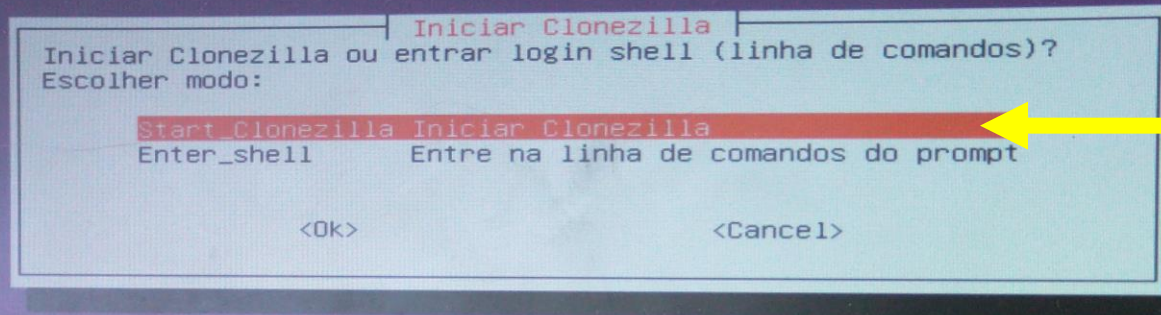 Iniciar Clonezilla
Iniciar Clonezilla ou entrar login shell (linha de comandos)?
Escolher modo:
Start_Clonezilla Iniciar Clonezilla
Enter_shell Entre na linha de comandos do prompt
<Ok> <Cancel>